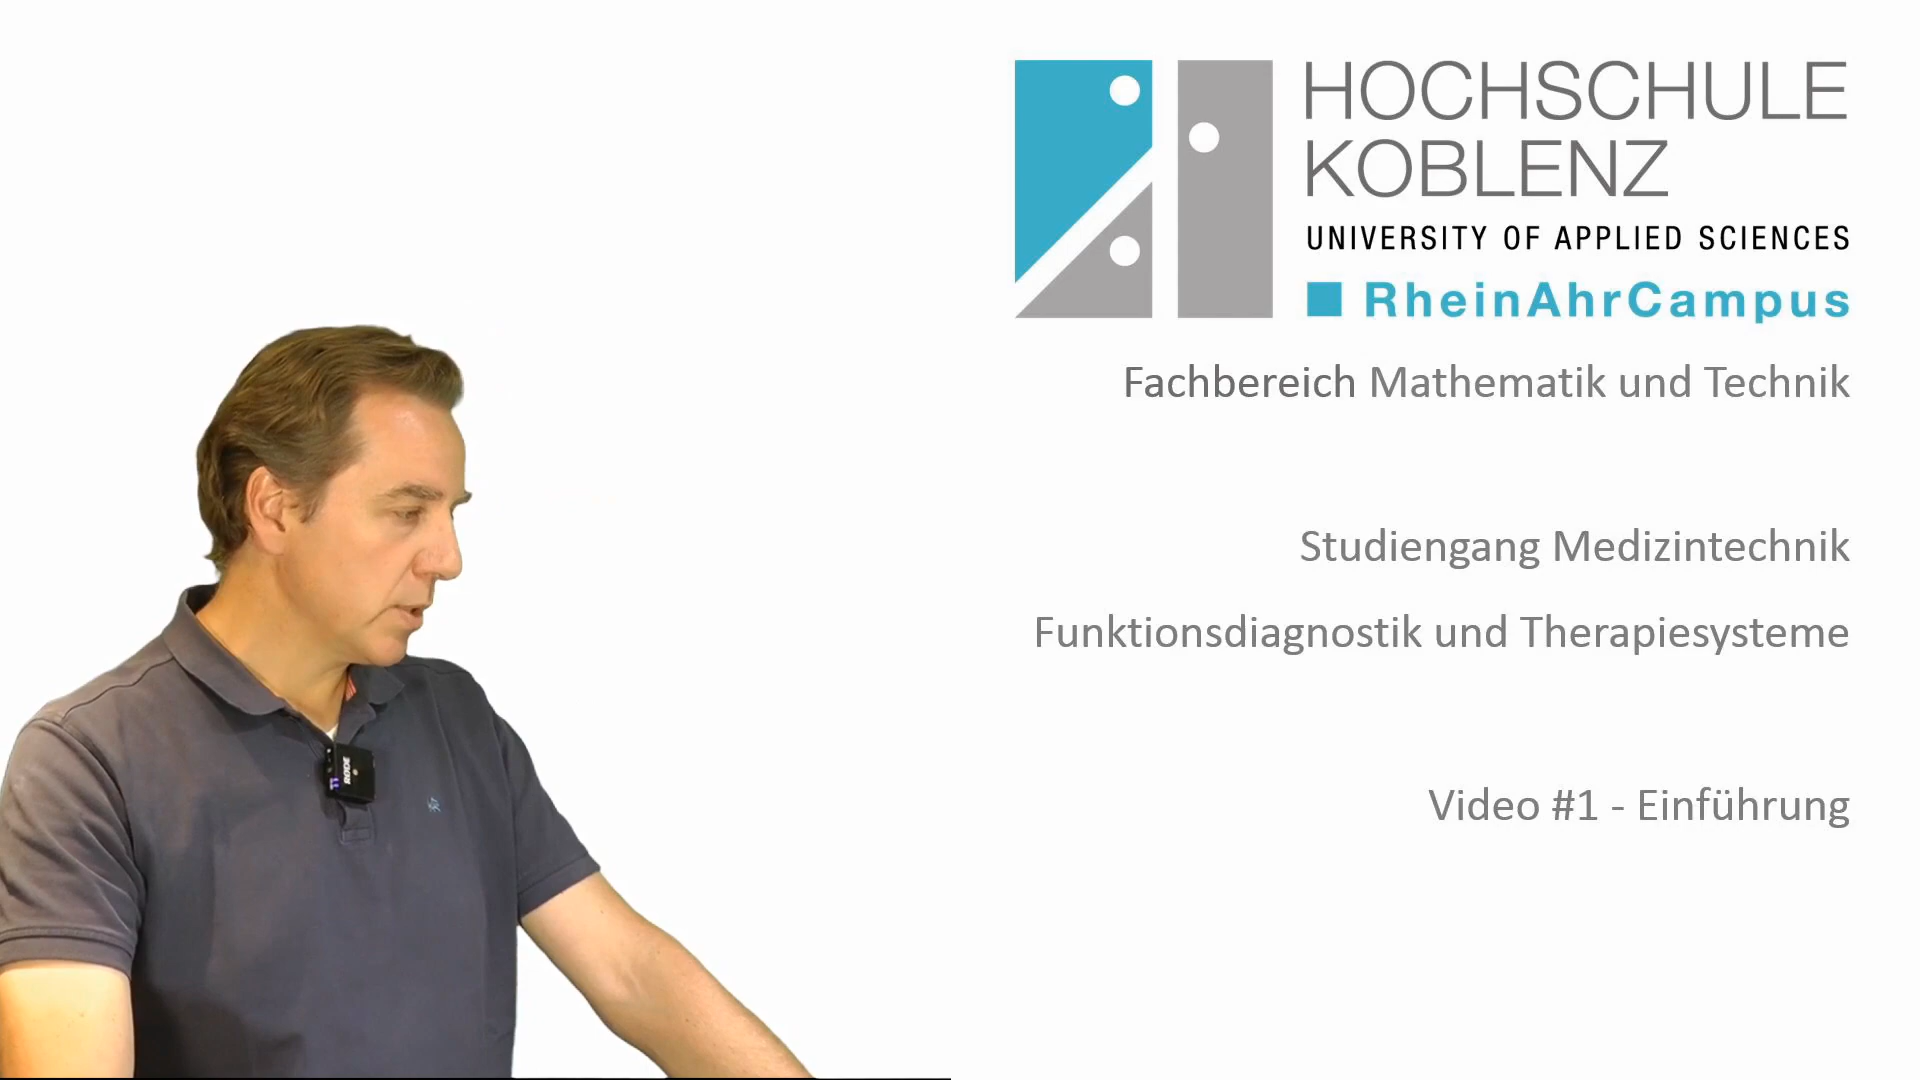 HOCHSCHULE
KOBLENZ
UNIVERSITY OF APPLIED SCIENCES
RheinAhrCampus
Fachbereich Mathematik und Technik
Studiengang Medizintechnik
Funktionsdiagnostik und Therapiesysteme
Video #1 - Einführung
RØDE